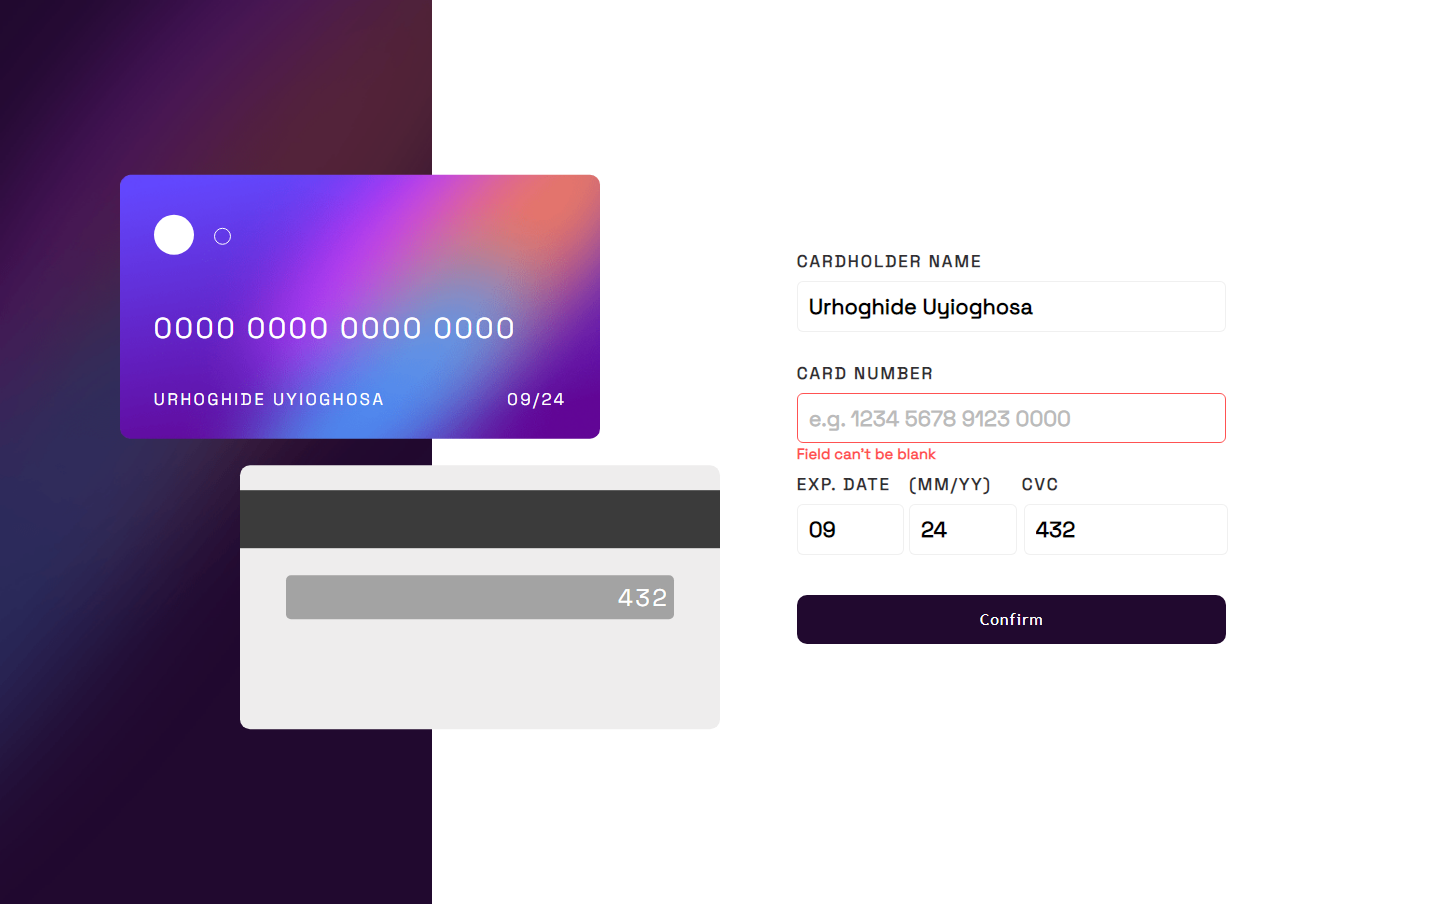 0000 0000 0000 0000
URHOGHIDE UYIOGHOSA 09/24
432
CARDHOLDER NAME
Urhoghide Uyioghosa
CARD NUMBER
e.g. 1234 5678 9123 0000
Field can't be blank
EXP. DATE (MM/YY) CVC
09 24 432
Confirm